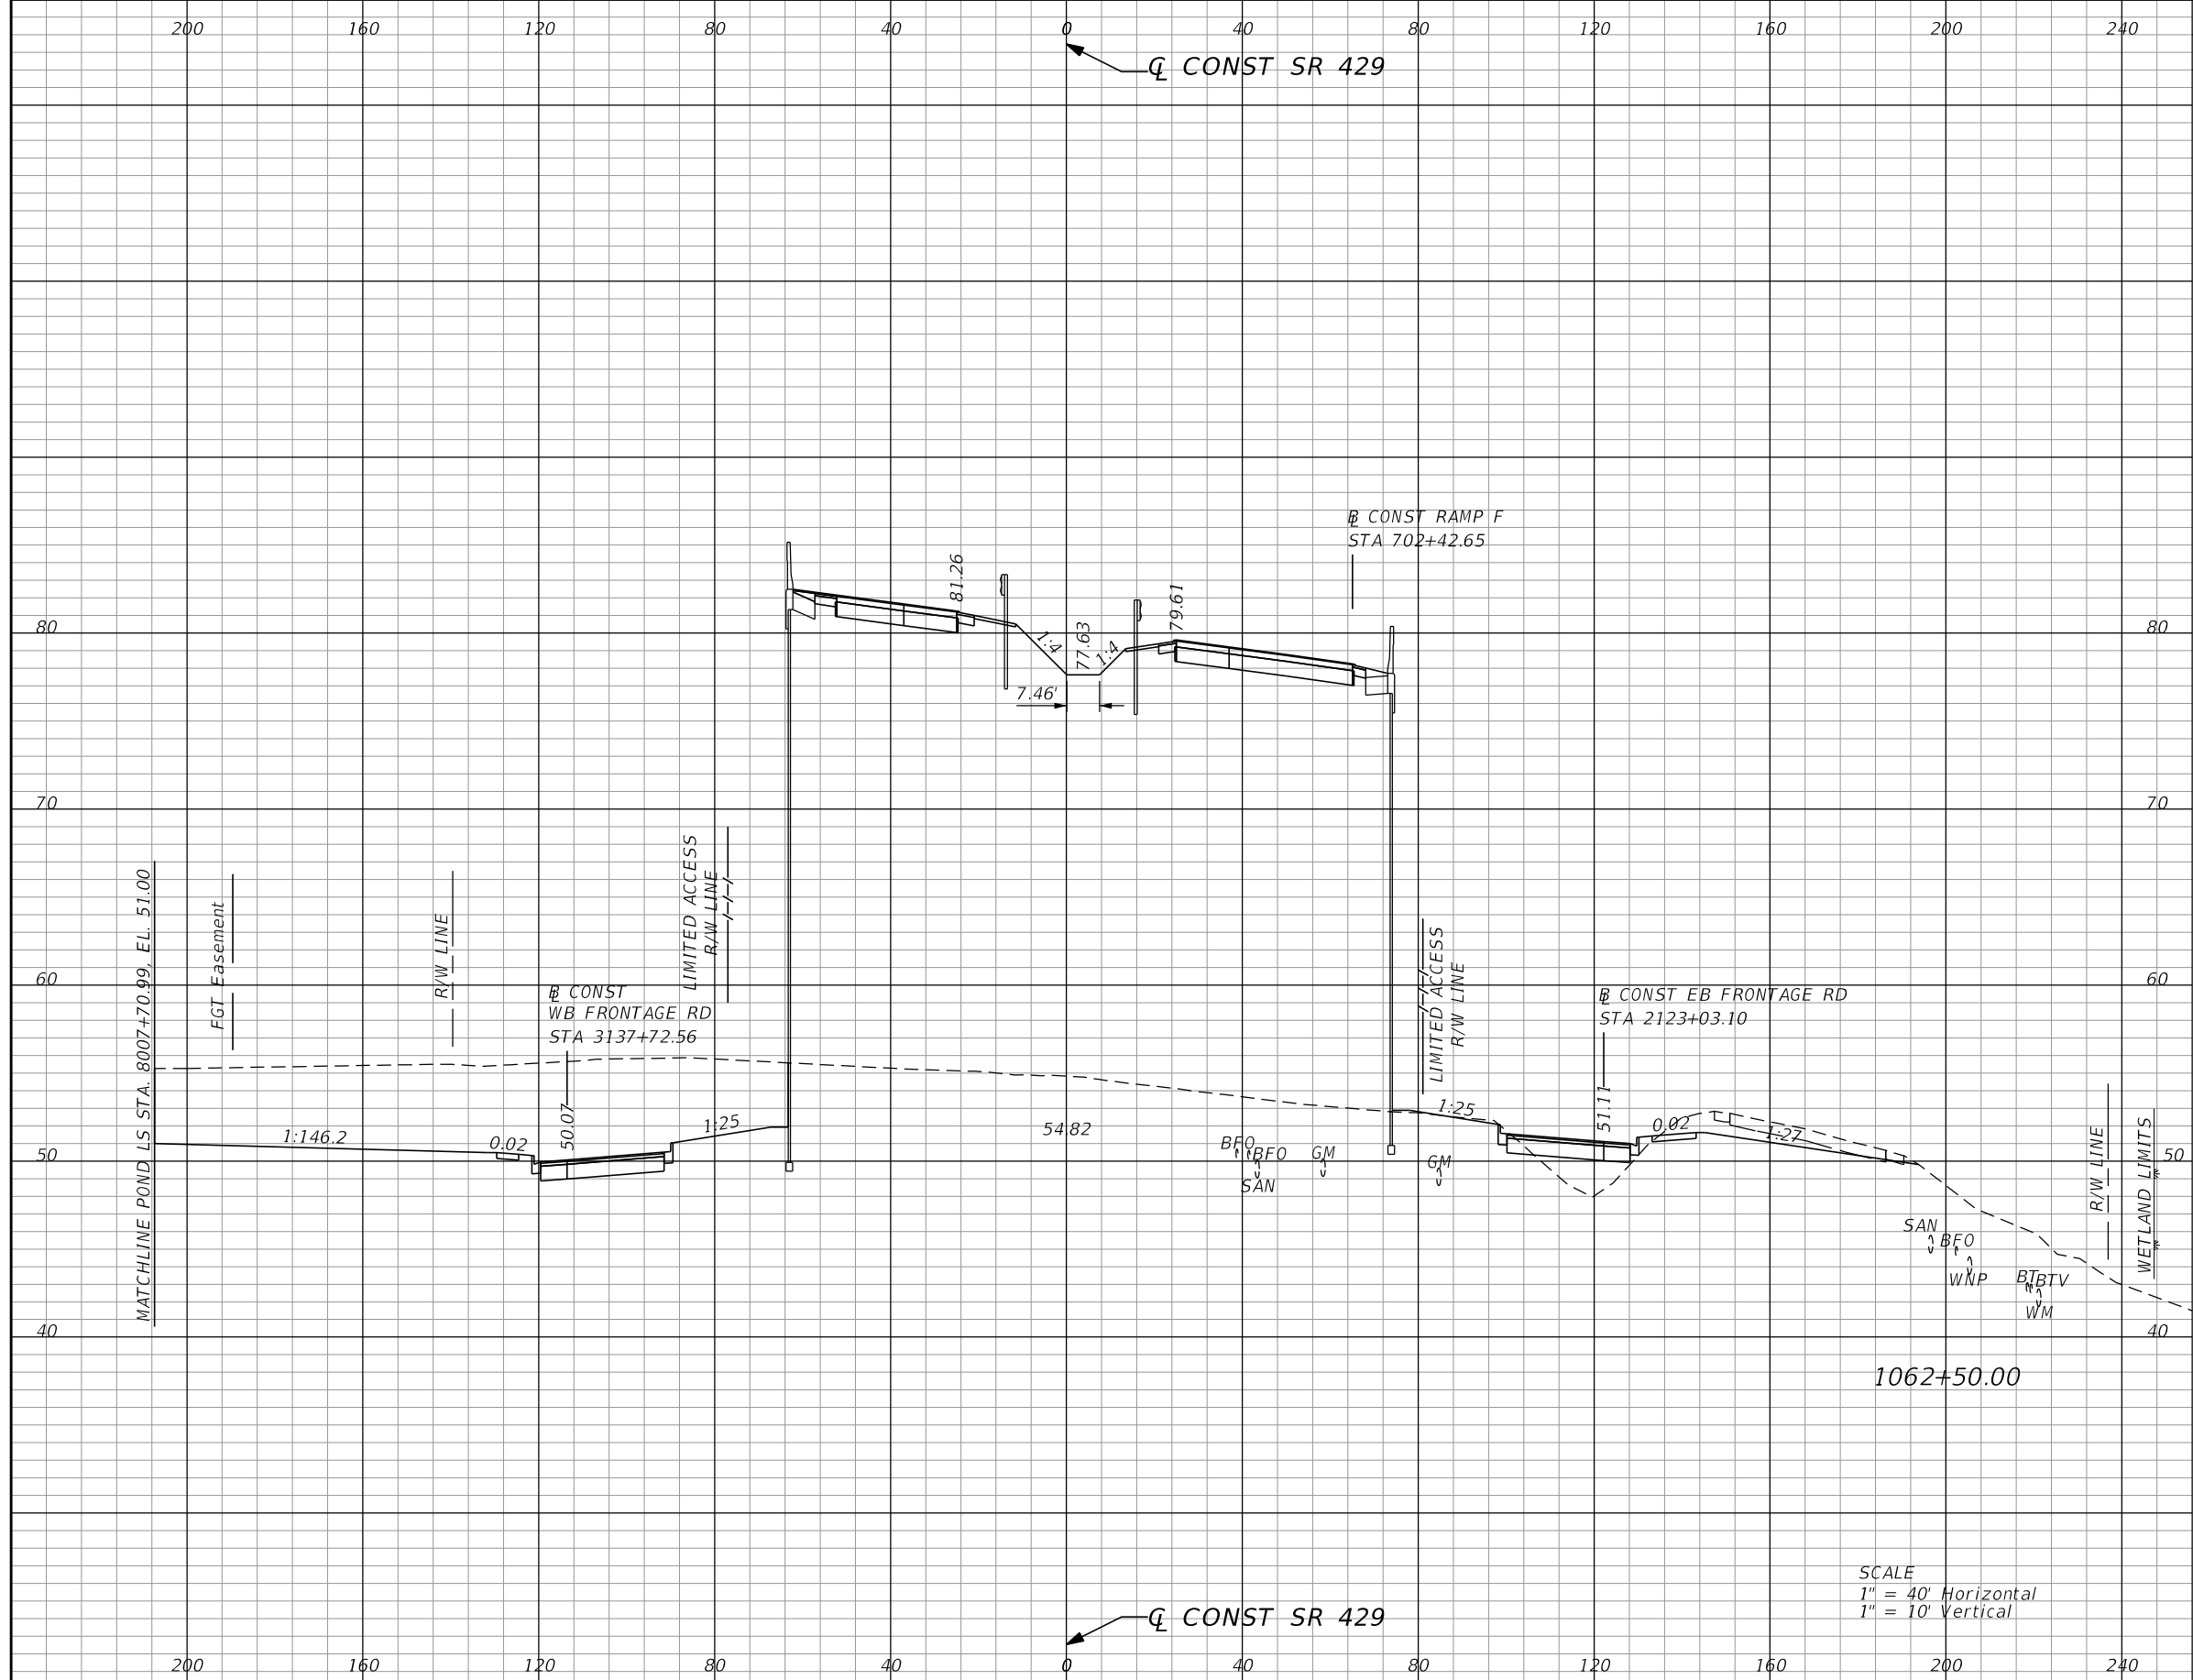 200 160 120 80 40 0 40 80 120 160 200 240
℄ CONST SR 429
℄ CONST RAMP F
STA 702+42.65
81.26
79.61
77.63
1:4
1:4
7.46'
80 80
70 70
60 60
50 50
40 40
MATCHLINE POND LS STA. 8007+70.99, EL. 51.00
FGT Easement
R/W LINE
LIMITED ACCESS
R/W LINE
BL CONST
WB FRONTAGE RD
STA 3137+72.56
LIMITED ACCESS
R/W LINE
BL CONST EB FRONTAGE RD
STA 2123+03.10
1:146.2
0.02
50.07
1:25
54.82
BFO
BFO
SAN
GM
GM
1:25
51.11
0.02
1:27
SAN
BFO
WNP
BT
BTV
WM
R/W LINE
WETLAND LIMITS
1062+50.00
SCALE
1" = 40' Horizontal
1" = 10' Vertical
℄ CONST SR 429
200 160 120 80 40 0 40 80 120 160 200 240